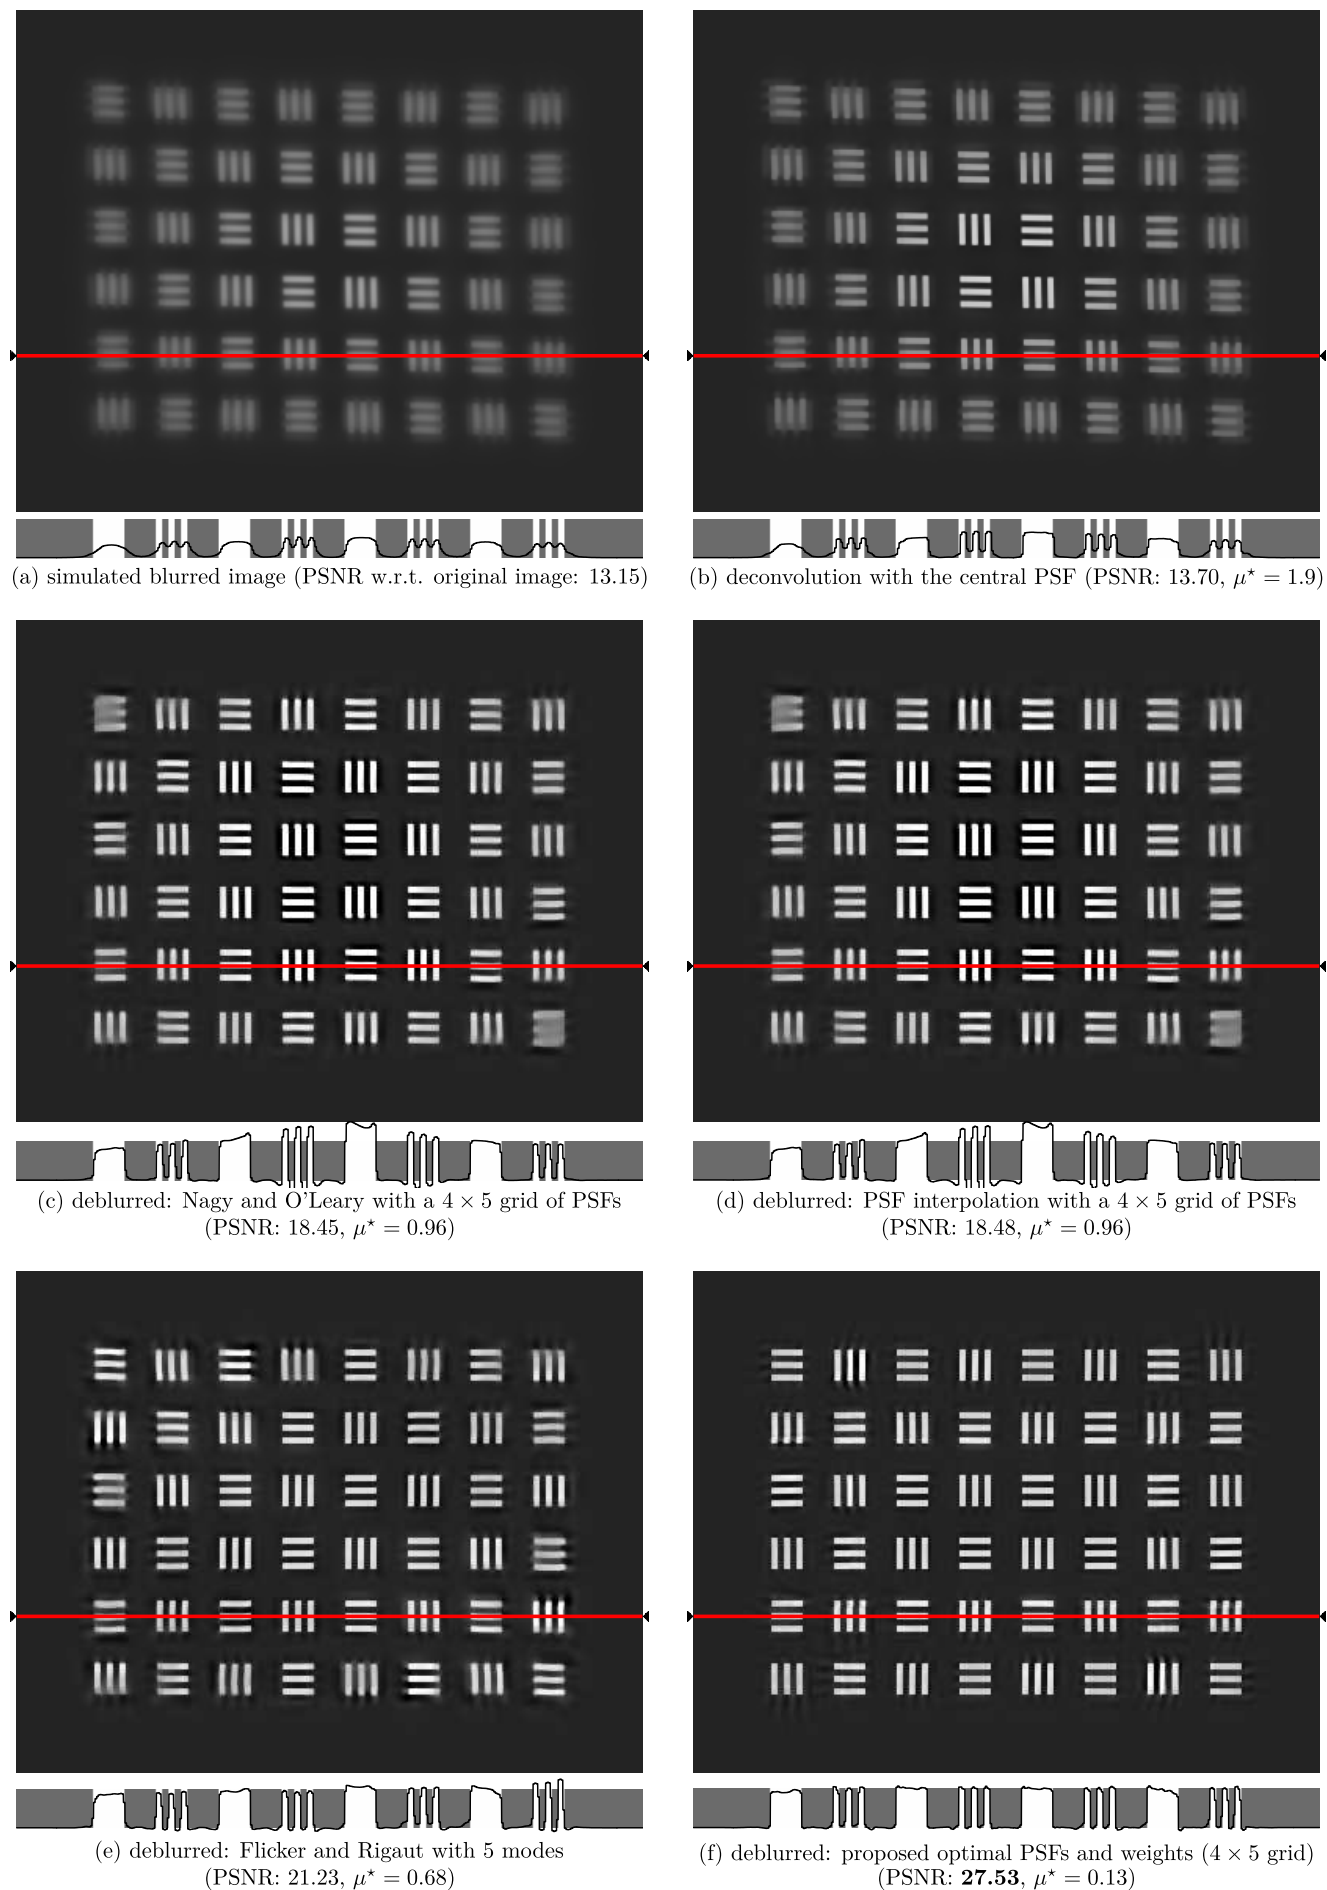 (a) simulated blurred image (PSNR w.r.t. original image: 13.15)
(b) deconvolution with the central PSF (PSNR: 13.70, μ⋆ = 1.9)
(c) deblurred: Nagy and O'Leary with a 4 × 5 grid of PSFs
(PSNR: 18.45, μ⋆ = 0.96)
(d) deblurred: PSF interpolation with a 4 × 5 grid of PSFs
(PSNR: 18.48, μ⋆ = 0.96)
(e) deblurred: Flicker and Rigaut with 5 modes
(PSNR: 21.23, μ⋆ = 0.68)
(f) deblurred: proposed optimal PSFs and weights (4 × 5 grid)
(PSNR: 27.53, μ⋆ = 0.13)